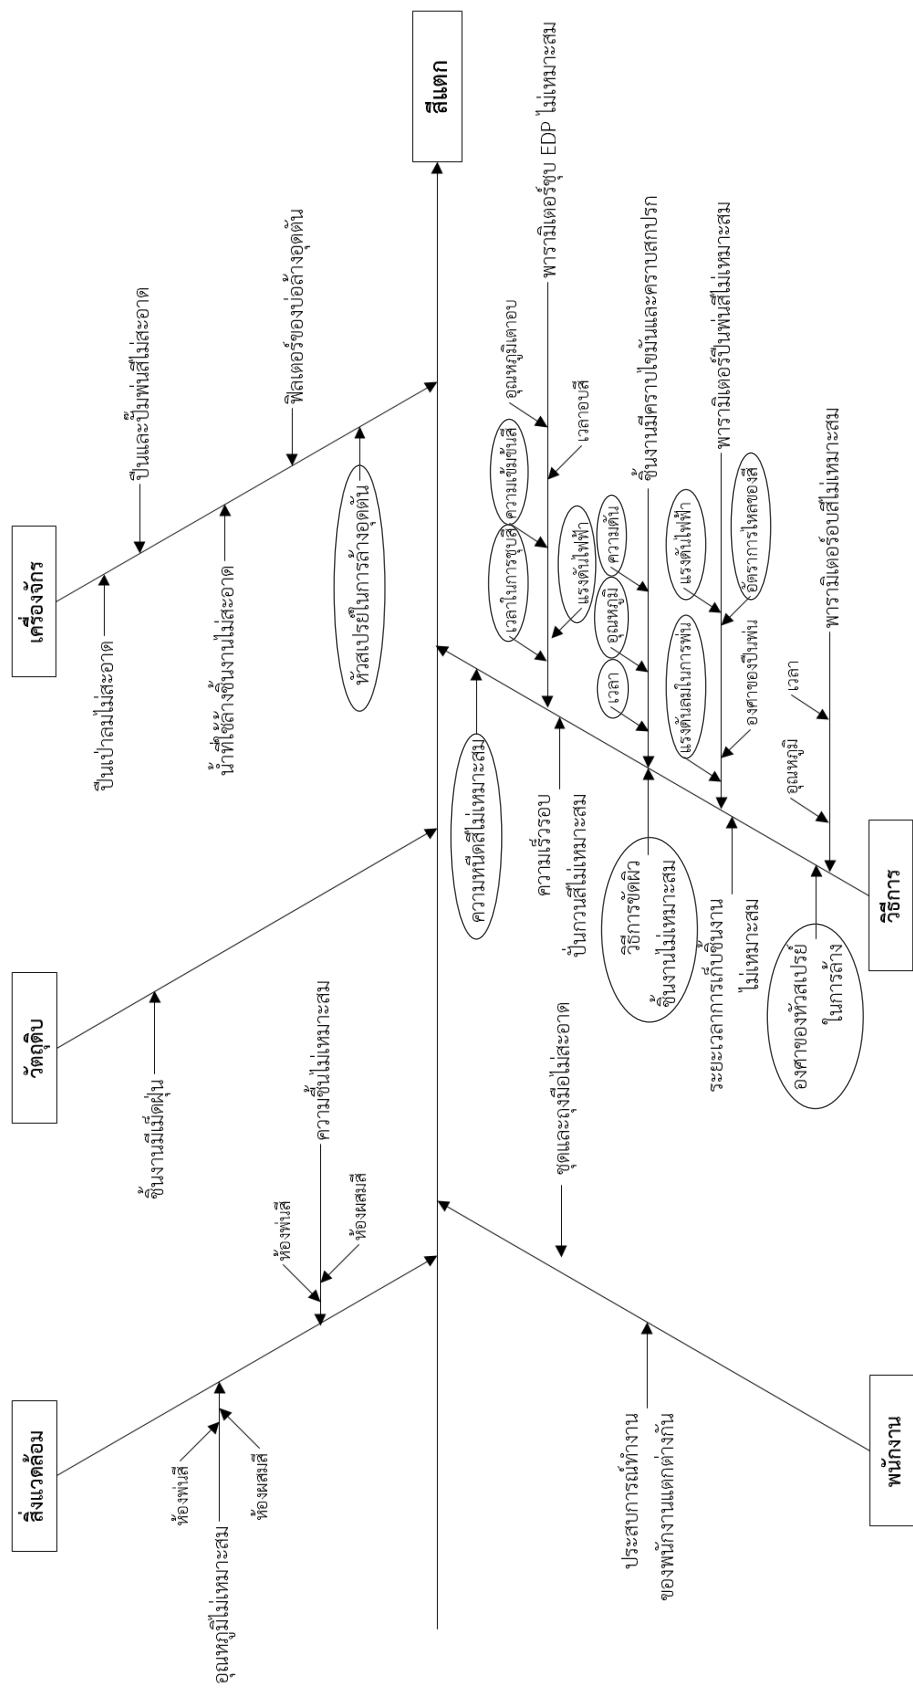 สิ่งแวดล้อม
วัตถุดิบ
เครื่องจักร
อุณหภูมิไม่เหมาะสม
ห้องพ่นสี
ห้องผสมสี
ความชื้นไม่เหมาะสม
ห้องพ่นสี
ห้องผสมสี
ชิ้นงานมีเม็ดฝุ่น
ปืนเป่าลมไม่สะอาด
ปืนและปั๊มพ่นสีไม่สะอาด
น้ำที่ใช้ล้างชิ้นงานไม่สะอาด
ฟิลเตอร์ของบ่อล้างอุดตัน
หัวสเปรย์ในการล้างอุดตัน
สีแตก
ชุดและถุงมือไม่สะอาด
ประสบการณ์ทำงาน
ของพนักงานแตกต่างกัน
ความหนืดสีไม่เหมาะสม
พารามิเตอร์ชุบ EDP ไม่เหมาะสม
เวลาในการชุบสี
ความเข้มข้นสี
อุณหภูมิเตาอบ
แรงดันไฟฟ้า
เวลาอบสี
ความเร็วรอบ
ปั่นกวนสีไม่เหมาะสม
ชิ้นงานมีคราบไขมันและคราบสกปรก
เวลา
อุณหภูมิ
ความดัน
วิธีการขัดผิว
ชิ้นงานไม่เหมาะสม
พารามิเตอร์ปืนพ่นสีไม่เหมาะสม
แรงดันลมในการพ่น
แรงดันไฟฟ้า
องศาของปืนพ่น
อัตราการไหลของสี
ระยะเวลาการเก็บชิ้นงาน
ไม่เหมาะสม
พารามิเตอร์อบสีไม่เหมาะสม
อุณหภูมิ
เวลา
องศาของหัวสเปรย์
ในการล้าง
พนักงาน
วิธีการ